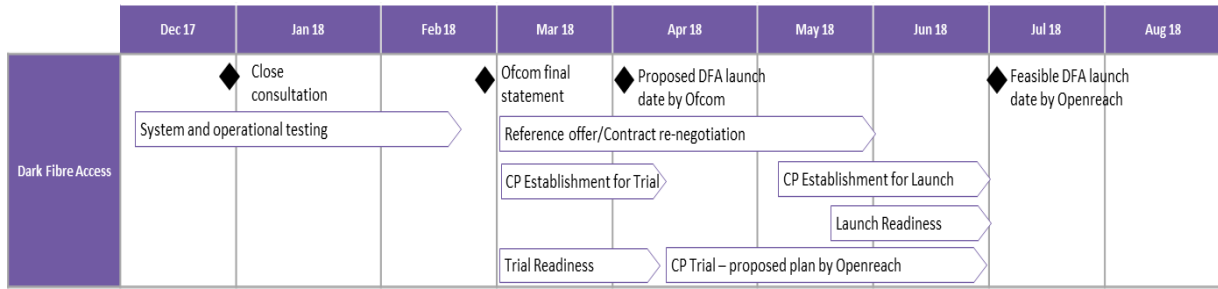 Dec 17
Jan 18
Feb 18
Mar 18
Apr 18
May 18
Jun 18
Jul 18
Aug 18
Dark Fibre Access
Close
consultation
Ofcom final
statement
Proposed DFA launch
date by Ofcom
Feasible DFA launch
date by Openreach
System and operational testing
Reference offer/Contract re-negotiation
CP Establishment for Trial
CP Establishment for Launch
Launch Readiness
Trial Readiness
CP Trial – proposed plan by Openreach